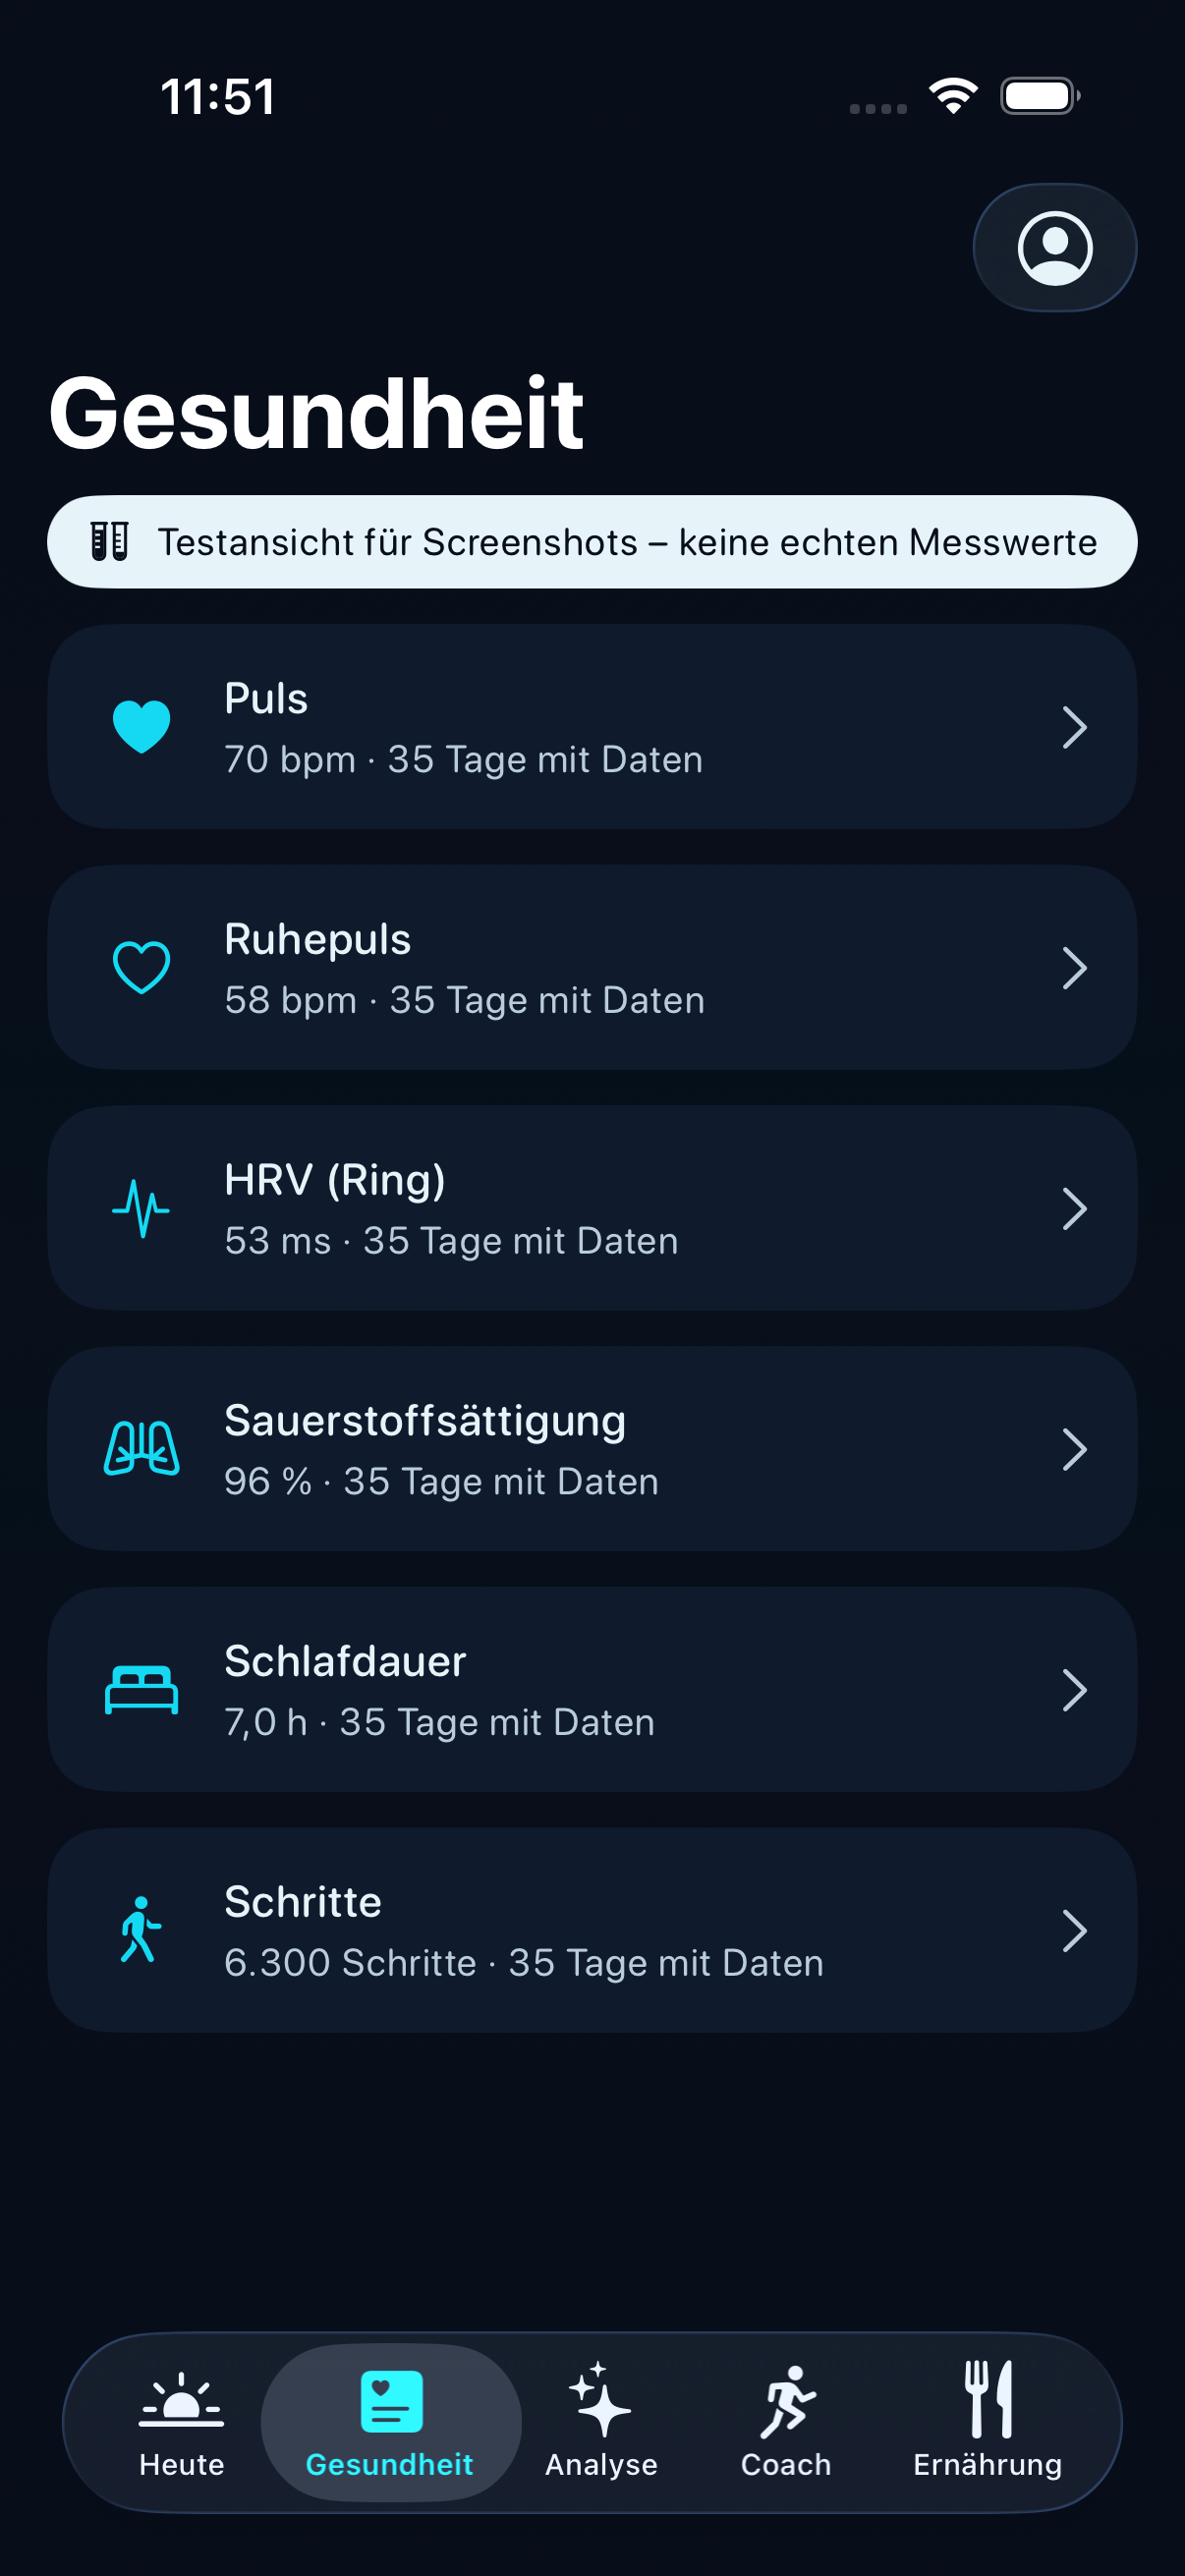 11:51
Gesundheit
Testansicht für Screenshots – keine echten Messwerte
Puls
70 bpm · 35 Tage mit Daten
Ruhepuls
58 bpm · 35 Tage mit Daten
HRV (Ring)
53 ms · 35 Tage mit Daten
Sauerstoffsättigung
96 % · 35 Tage mit Daten
Schlafdauer
7,0 h · 35 Tage mit Daten
Schritte
6.300 Schritte · 35 Tage mit Daten
Heute Gesundheit Analyse Coach Ernährung